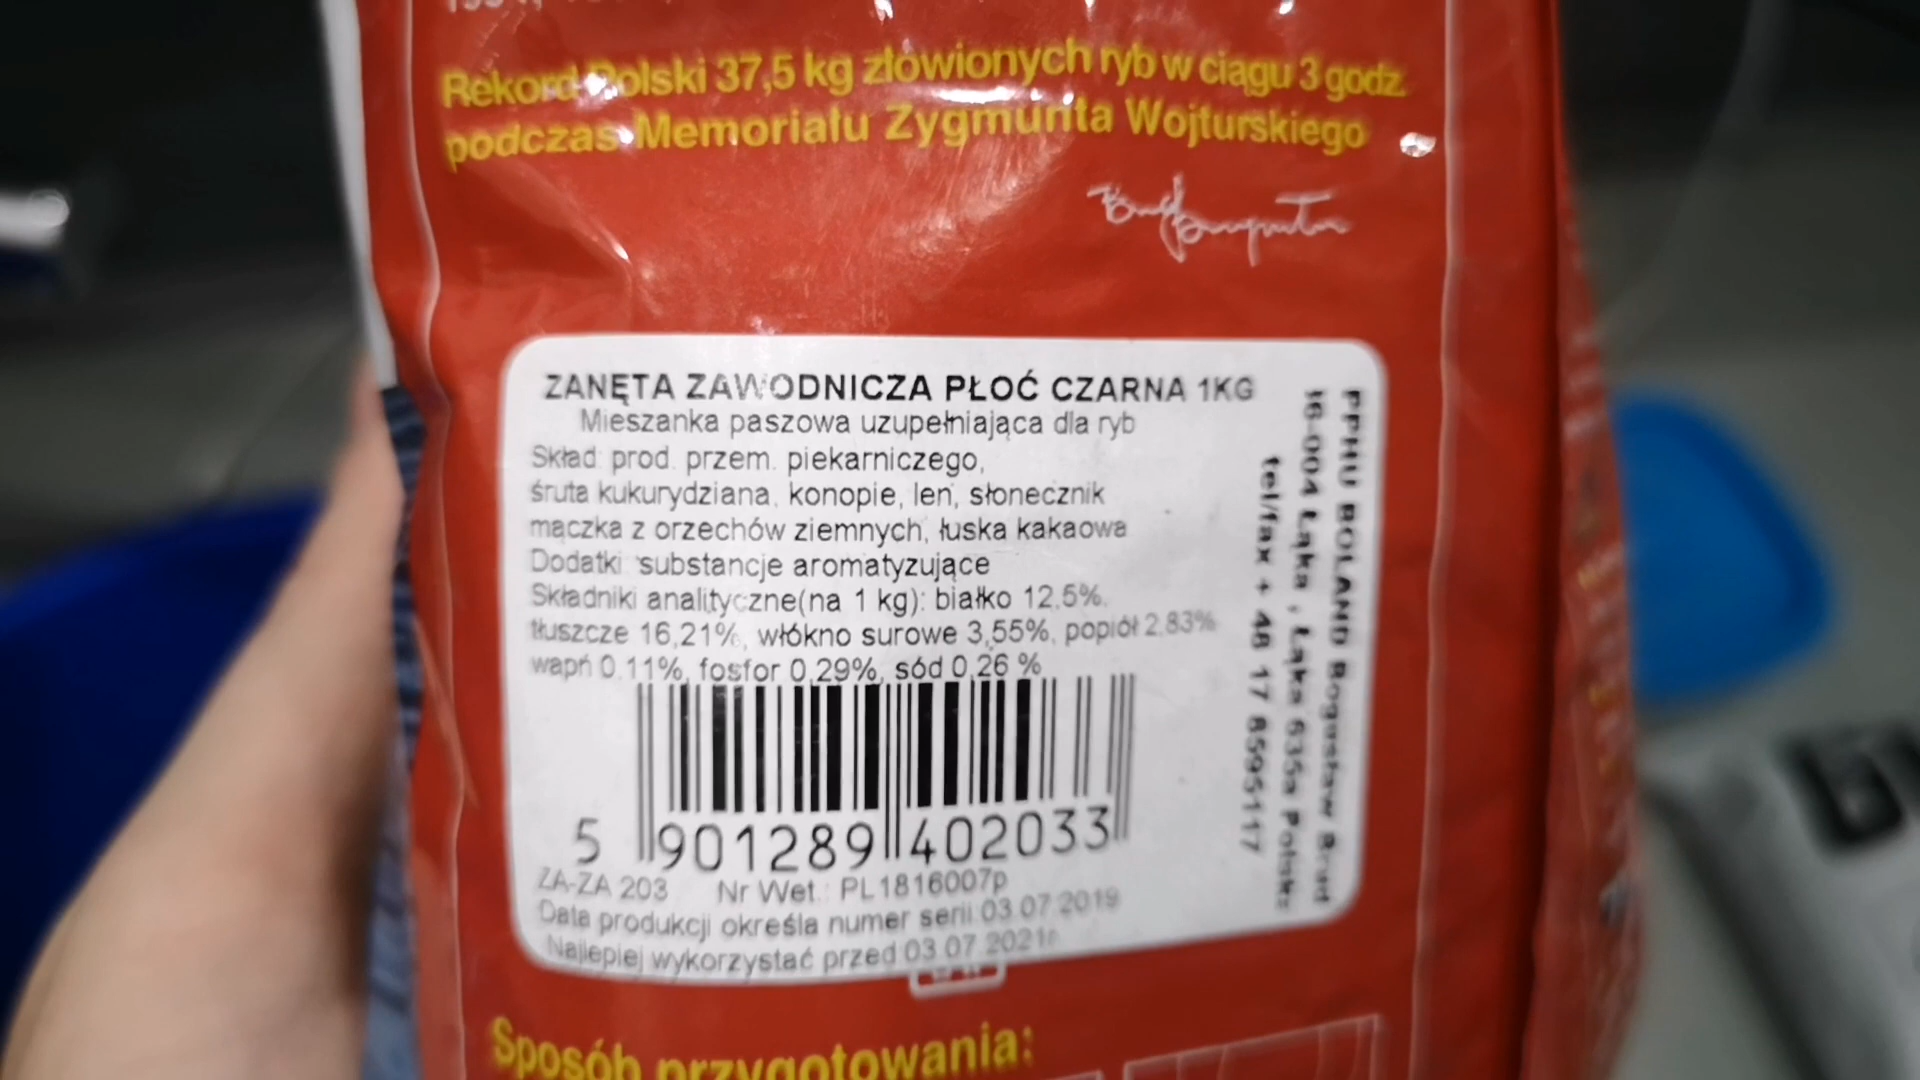 Rekord Polski 37,5 kg złowionych ryb w ciągu 3 godz.
podczas Memoriału Zygmunta Wojturskiego
ZANĘTA ZAWODNICZA PŁOĆ CZARNA 1KG
Mieszanka paszowa uzupełniająca dla ryb
Skład: prod. przem. piekarniczego,
śruta kukurydziana, konopie, len, słonecznik
mączka z orzechów ziemnych, łuska kakaowa
Dodatki: substancje aromatyzujące
Składniki analityczne(na 1 kg): białko 12,5%,
tłuszcze 16,21%, włókno surowe 3,55%, popiół 2,83%
wapń 0,11%, fosfor 0,29%, sód 0,26 %
5 901289 402033
ZA-ZA 203 Nr Wet.: PL1816007p
Data produkcji określa numer serii:03.07.2019
Najlepiej wykorzystać przed 03.07.2021r
PPHU BOLAND Bogusław Brud
16-004 Łąka , Łąka 635a Polska
tel/fax + 48 17 8595117
Sposób przygotowania: